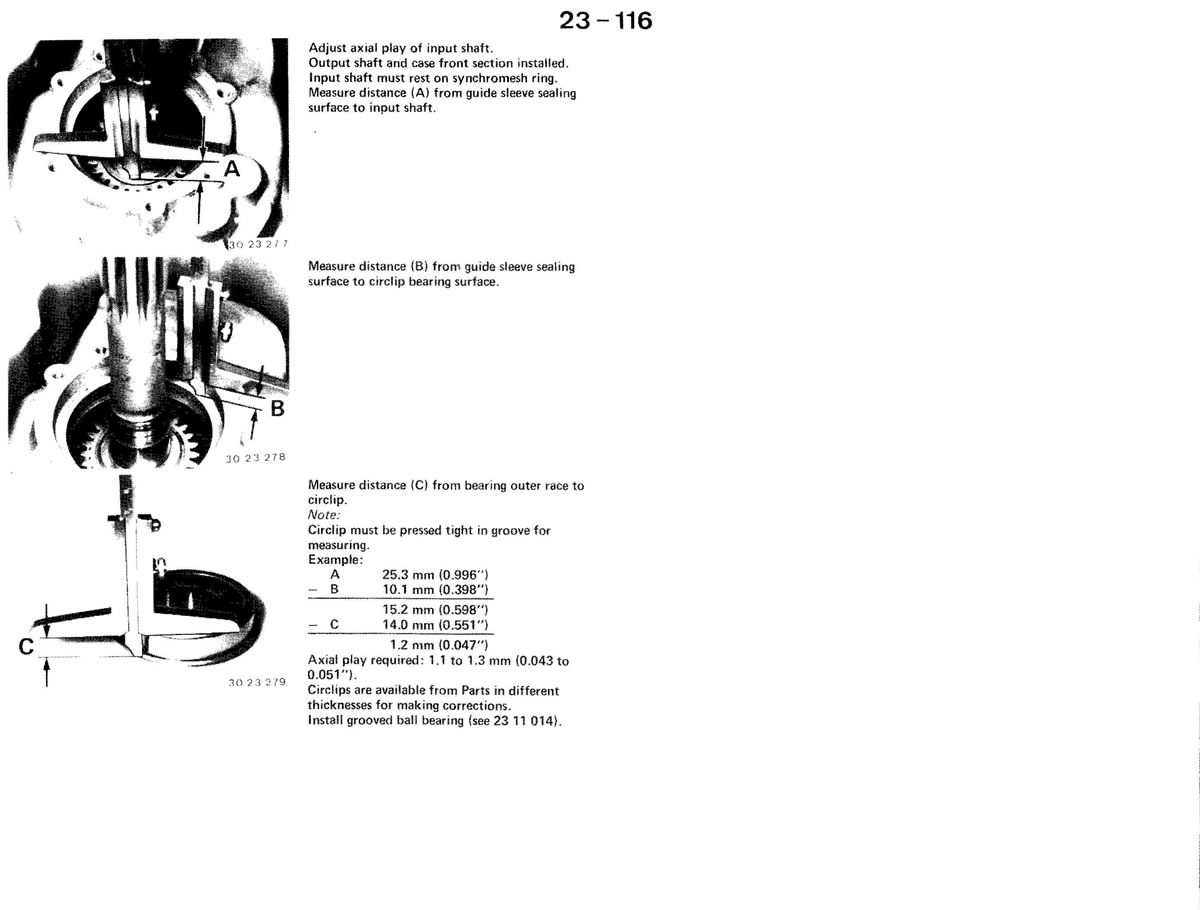 23 – 116
Adjust axial play of input shaft.
Output shaft and case front section installed.
Input shaft must rest on synchromesh ring.
Measure distance (A) from guide sleeve sealing
surface to input shaft.
A
30 23 277
Measure distance (B) from guide sleeve sealing
surface to circlip bearing surface.
B
30 23 278
Measure distance (C) from bearing outer race to
circlip.
Note:
Circlip must be pressed tight in groove for
measuring.
Example:
A 25.3 mm (0.996")
– B 10.1 mm (0.398")
15.2 mm (0.598")
– C 14.0 mm (0.551")
1.2 mm (0.047")
Axial play required: 1.1 to 1.3 mm (0.043 to
0.051").
Circlips are available from Parts in different
thicknesses for making corrections.
Install grooved ball bearing (see 23 11 014).
C
30 23 279